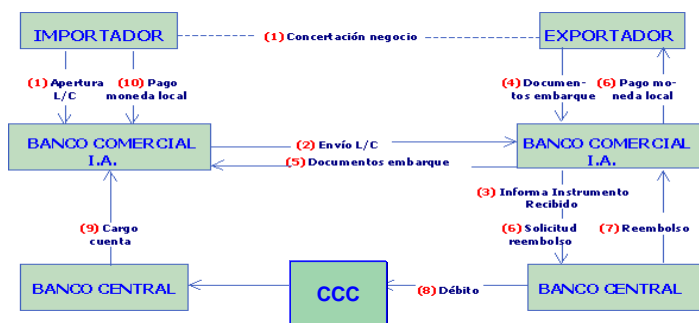 IMPORTADOR
(1) Concertación negocio
EXPORTADOR
(1) Apertura
L/C
(10) Pago
moneda local
(4) Documen-
tos embarque
(6) Pago mo-
neda local
BANCO COMERCIAL
I.A.
(2) Envío L/C
(5) Documentos embarque
BANCO COMERCIAL
I.A.
(3) Informa Instrumento
Recibido
(9) Cargo
cuenta
(6) Solicitud
reembolso
(7) Reembolso
BANCO CENTRAL
CCC
(8) Débito
BANCO CENTRAL